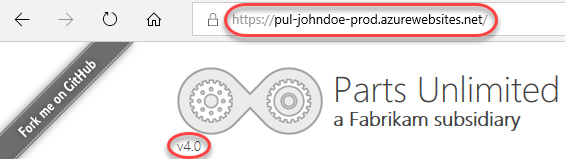 https://pul-johndoe-prod.azurewebsites.net/
Fork me on GitHub
Parts Unlimited
a Fabrikam subsidiary
v4.0